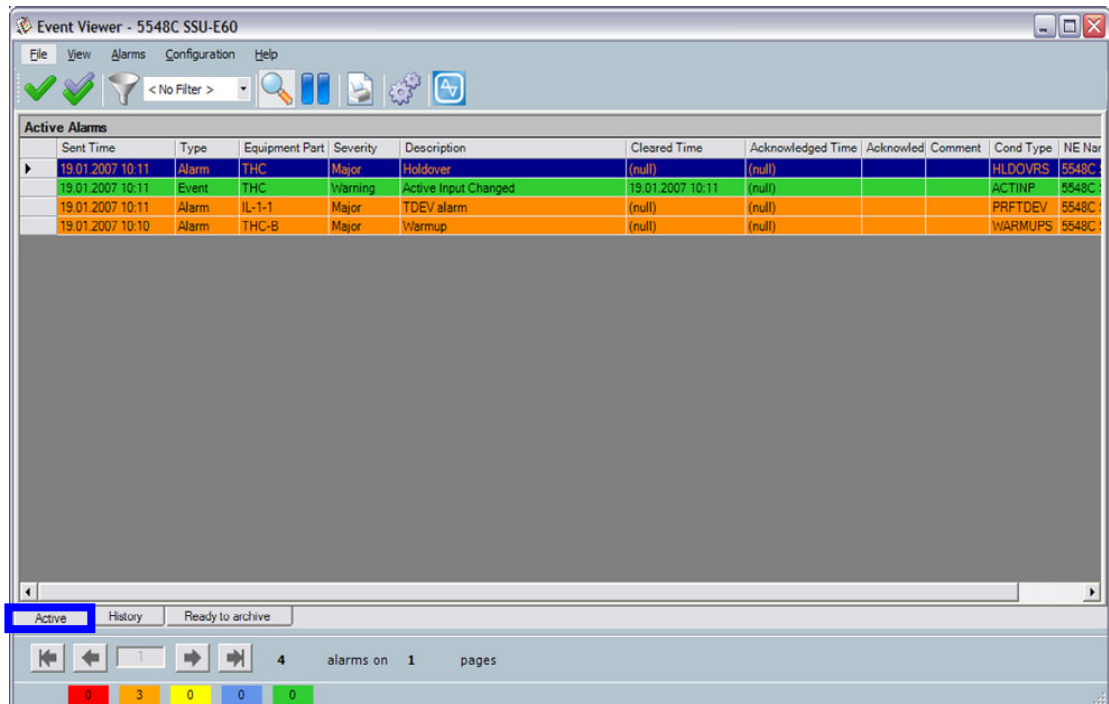 Event Viewer - 5548C SSU-E60
File View Alarms Configuration Help
< No Filter >
Active Alarms
Sent Time Type Equipment Part Severity Description Cleared Time Acknowledged Time Acknowled Comment Cond Type NE Nar
19.01.2007 10:11 Alarm THC Major Holdover (null) (null) HLDOVRS 5548C S
19.01.2007 10:11 Event THC Warning Active Input Changed 19.01.2007 10:11 (null) ACTINP 5548C S
19.01.2007 10:11 Alarm IL-1-1 Major TDEV alarm (null) (null) PRFTDEV 5548C S
19.01.2007 10:10 Alarm THC-B Major Warmup (null) (null) WARMUPS 5548C S
Active History Ready to archive
1 4 alarms on 1 pages
0 3 0 0 0